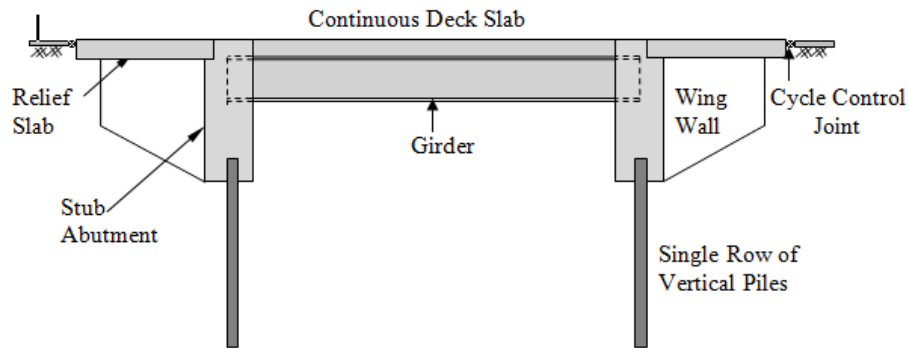 Continuous Deck Slab
Relief
Slab
Girder
Wing
Wall
Cycle Control
Joint
Stub
Abutment
Single Row of
Vertical Piles